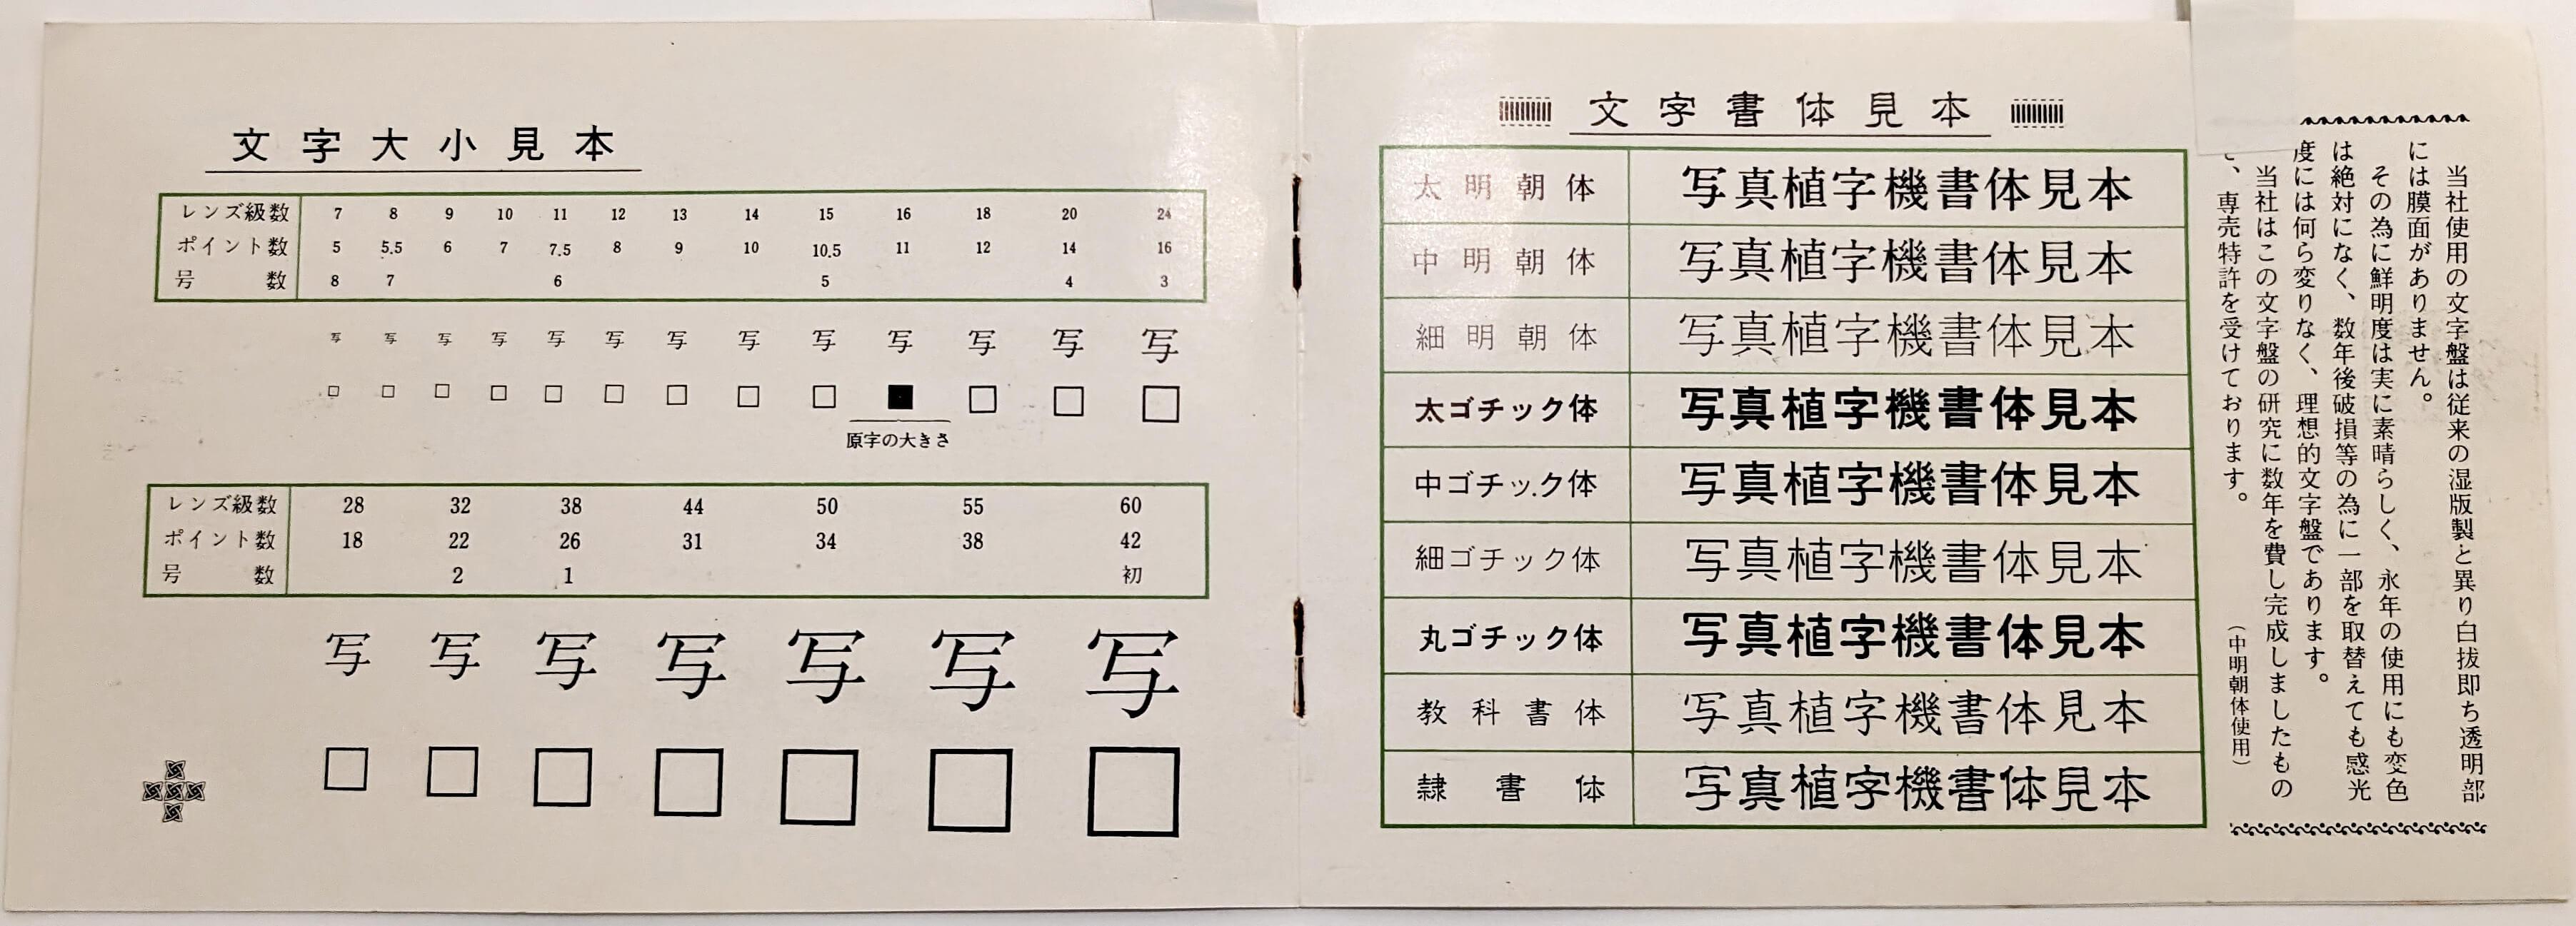 文字大小見本
レンズ級数 7 8 9 10 11 12 13 14 15 16 18 20 24
ポイント数 5 5.5 6 7 7.5 8 9 10 10.5 11 12 14 16
号数 8 7 6 5 4 3
写 写 写 写 写 写 写 写 写 写 写 写 写
原字の大きさ
レンズ級数 28 32 38 44 50 55 60
ポイント数 18 22 26 31 34 38 42
号数 2 1 初
写 写 写 写 写 写 写
文字書体見本
太明朝体 写真植字機書体見本
中明朝体 写真植字機書体見本
細明朝体 写真植字機書体見本
太ゴチック体 写真植字機書体見本
中ゴチック体 写真植字機書体見本
細ゴチック体 写真植字機書体見本
丸ゴチック体 写真植字機書体見本
教科書体 写真植字機書体見本
隷書体 写真植字機書体見本
当社使用の文字盤は従来の湿版製と異り白抜即ち透明部
には膜面がありません。
その為に鮮明度は実に素晴らしく、永年の使用にも変色
は絶対になく、数年後破損等の為に一部を取替えても感光
度には何ら変りなく、理想的文字盤であります。
当社はこの文字盤の研究に数年を費し完成しましたもの
、専売特許を受けております。
(中明朝体使用)